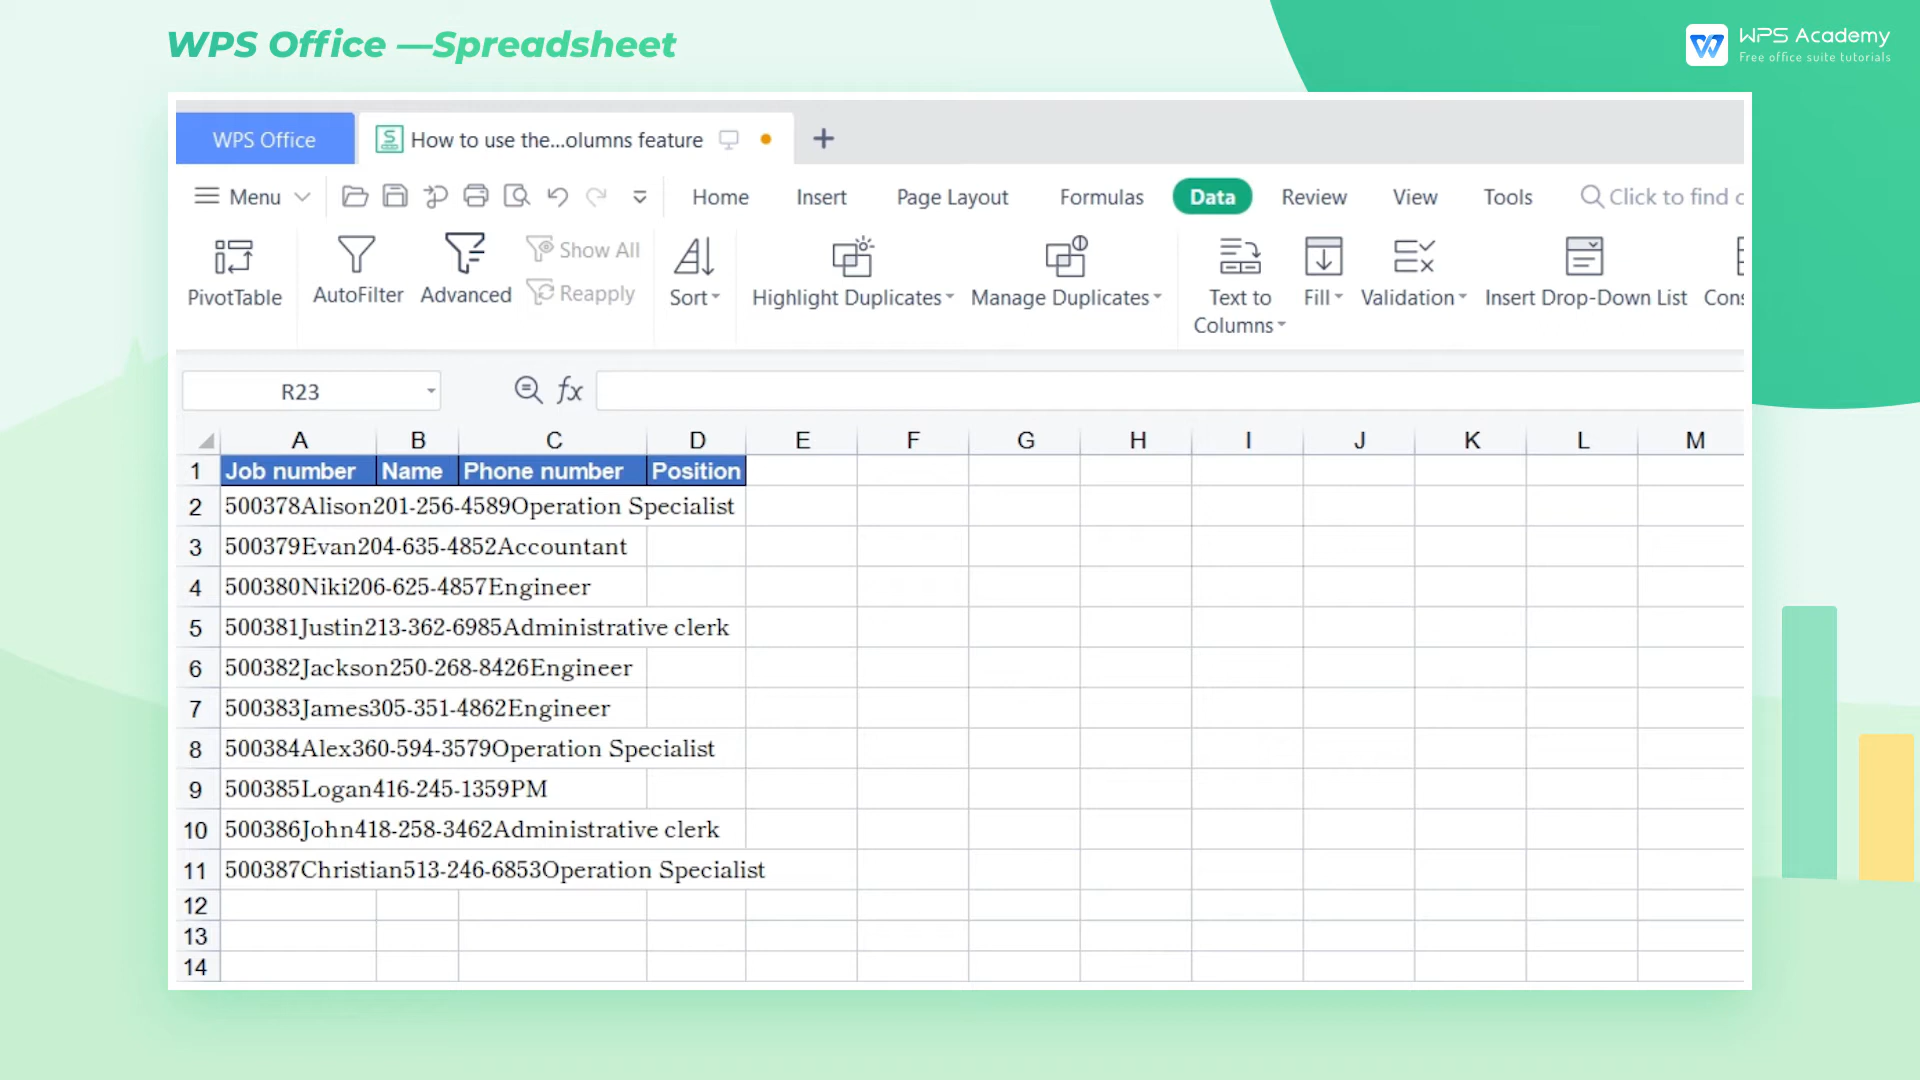 WPS Office —Spreadsheet
WPS Academy
Free office suite tutorials
WPS Office
How to use the...olumns feature
Menu
Home
Insert
Page Layout
Formulas
Data
Review
View
Tools
Click to find c
PivotTable
AutoFilter
Advanced
Show All
Reapply
Sort
Highlight Duplicates
Manage Duplicates
Text to
Columns
Fill
Validation
Insert Drop-Down List
Cons
R23
fx
A B C D E F G H I J K L M
1 Job number Name Phone number Position
2 500378Alison201-256-4589Operation Specialist
3 500379Evan204-635-4852Accountant
4 500380Niki206-625-4857Engineer
5 500381Justin213-362-6985Administrative clerk
6 500382Jackson250-268-8426Engineer
7 500383James305-351-4862Engineer
8 500384Alex360-594-3579Operation Specialist
9 500385Logan416-245-1359PM
10 500386John418-258-3462Administrative clerk
11 500387Christian513-246-6853Operation Specialist
12
13
14